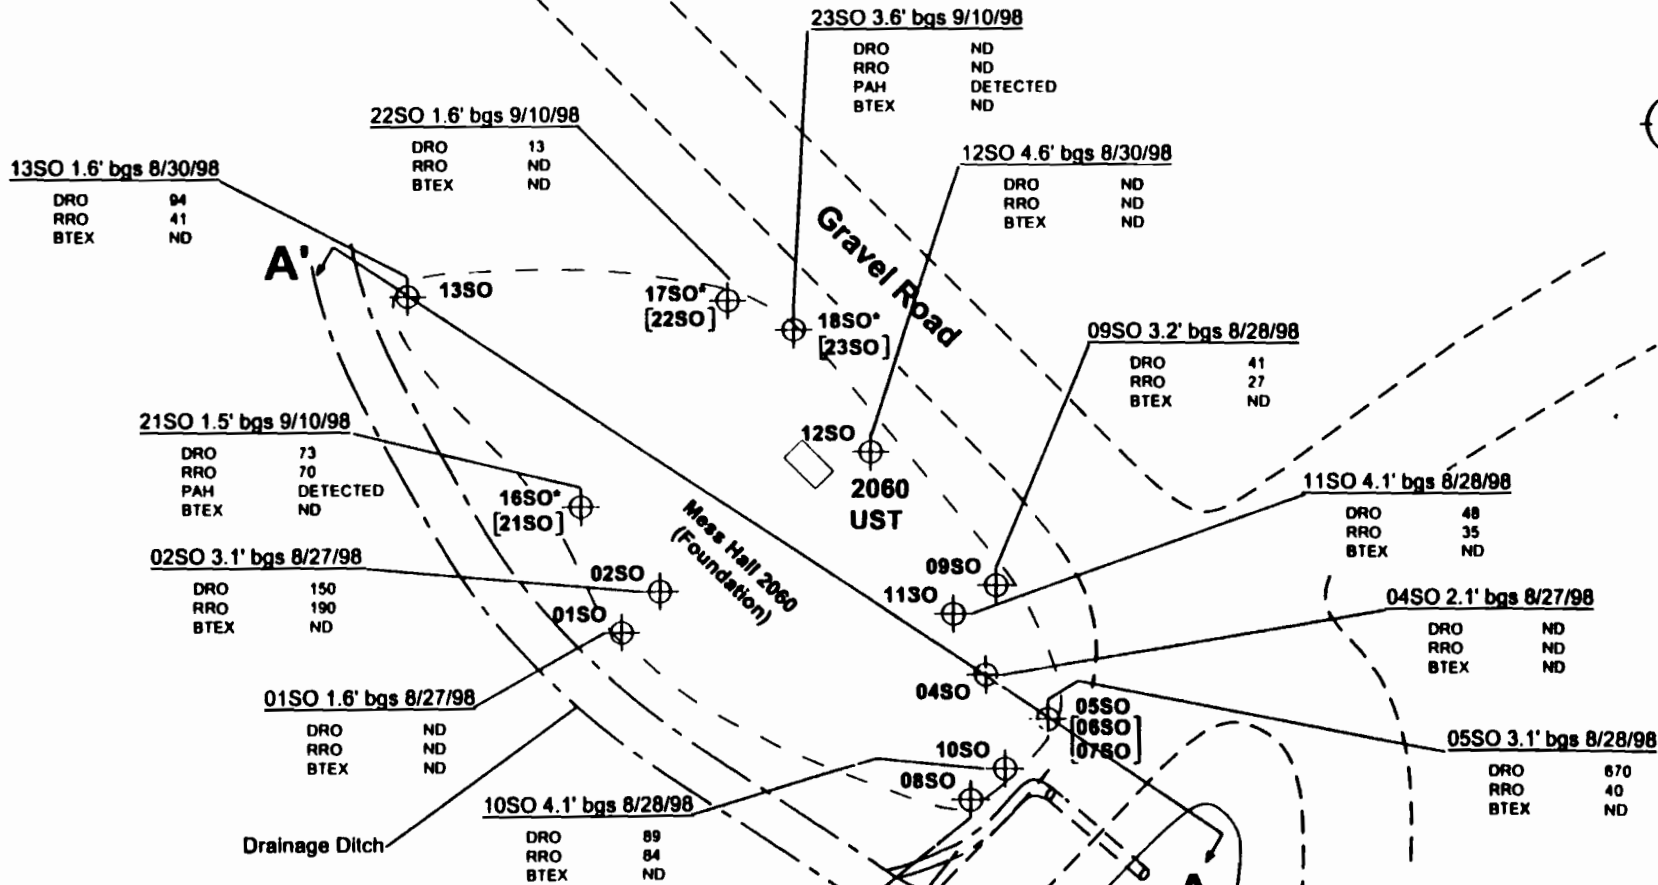 23SO 3.6' bgs 9/10/98
DRO ND
RRO ND
PAH DETECTED
BTEX ND
22SO 1.6' bgs 9/10/98
DRO 13
RRO ND
BTEX ND
12SO 4.6' bgs 8/30/98
DRO ND
RRO ND
BTEX ND
13SO 1.6' bgs 8/30/98
DRO 94
RRO 41
BTEX ND
A'
13SO
17SO*
[22SO]
18SO*
[23SO]
Gravel Road
09SO 3.2' bgs 8/28/98
DRO 41
RRO 27
BTEX ND
21SO 1.5' bgs 9/10/98
DRO 73
RRO 70
PAH DETECTED
BTEX ND
12SO
2060
UST
16SO*
[21SO]
Mess Hall 2060
(Foundation)
11SO 4.1' bgs 8/28/98
DRO 48
RRO 35
BTEX ND
02SO 3.1' bgs 8/27/98
DRO 150
RRO 190
BTEX ND
02SO
01SO
09SO
11SO
04SO 2.1' bgs 8/27/98
DRO ND
RRO ND
BTEX ND
04SO
01SO 1.6' bgs 8/27/98
DRO ND
RRO ND
BTEX ND
05SO
[06SO
07SO]
05SO 3.1' bgs 8/28/98
DRO 670
RRO 40
BTEX ND
10SO
08SO
10SO 4.1' bgs 8/28/98
DRO 89
RRO 84
BTEX ND
Drainage Ditch
A